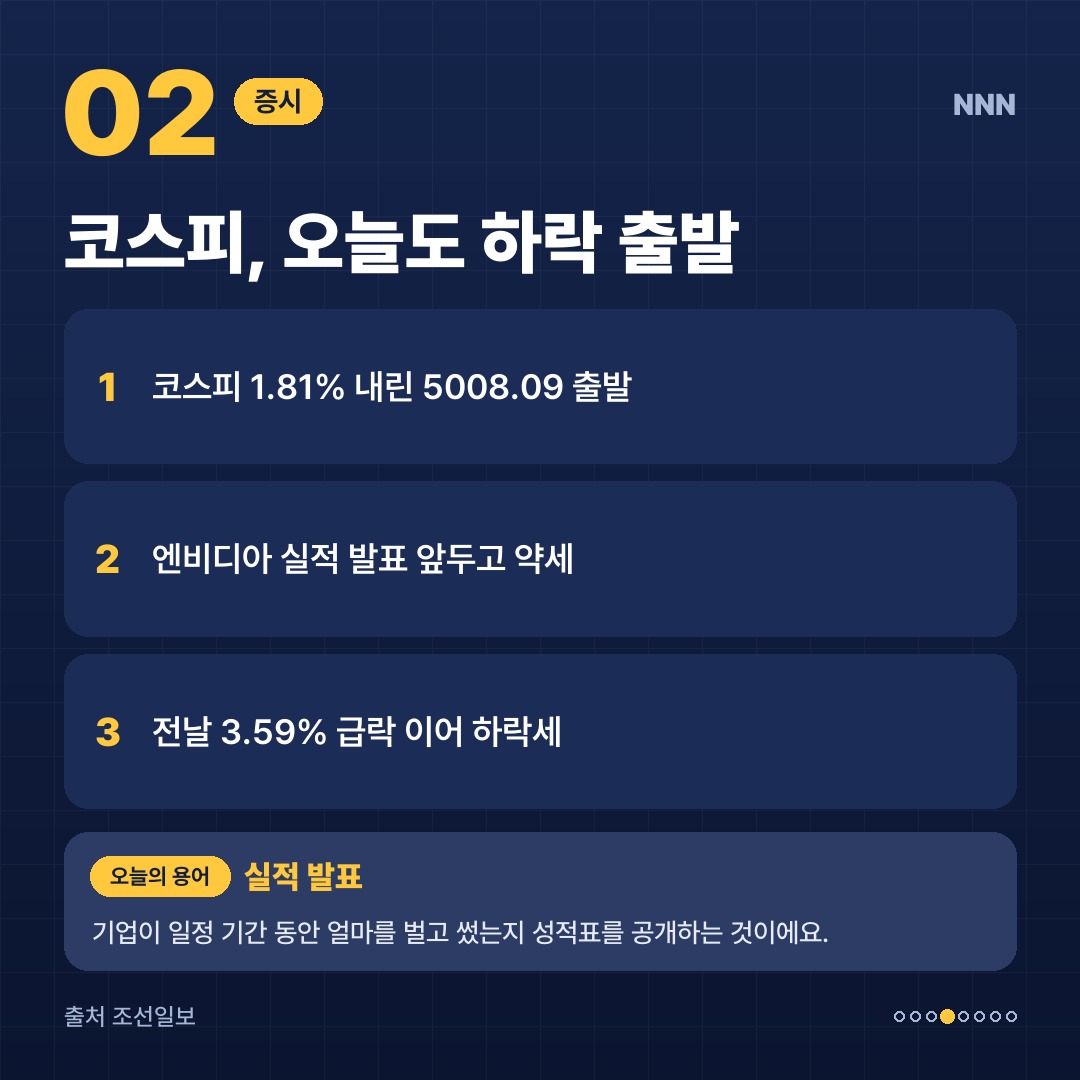 02 증시
NNN
코스피, 오늘도 하락 출발
1 코스피 1.81% 내린 5008.09 출발
2 엔비디아 실적 발표 앞두고 약세
3 전날 3.59% 급락 이어 하락세
오늘의 용어 실적 발표
기업이 일정 기간 동안 얼마를 벌고 썼는지 성적표를 공개하는 것이에요.
출처 조선일보